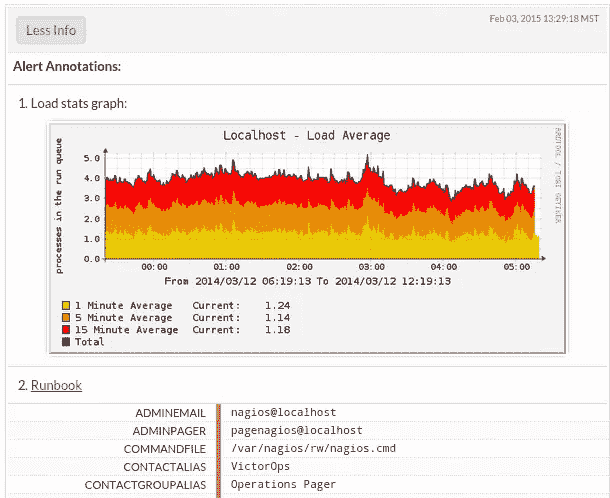 Less Info
Feb 03, 2015 13:29:18 MST
Alert Annotations:
1. Load stats graph:
Localhost - Load Average
processes in the run queue
RRDTOOL / TOBI OETIKER
5.0
4.0
3.0
2.0
1.0
0.0
00:00 01:00 02:00 03:00 04:00 05:00
From 2014/03/12 06:19:13 To 2014/03/12 12:19:13
1 Minute Average Current: 1.24
5 Minute Average Current: 1.14
15 Minute Average Current: 1.18
Total
2. Runbook
ADMINEMAIL nagios@localhost
ADMINPAGER pagenagios@localhost
COMMANDFILE /var/nagios/rw/nagios.cmd
CONTACTALIAS VictorOps
CONTACTGROUPALIAS Operations Pager